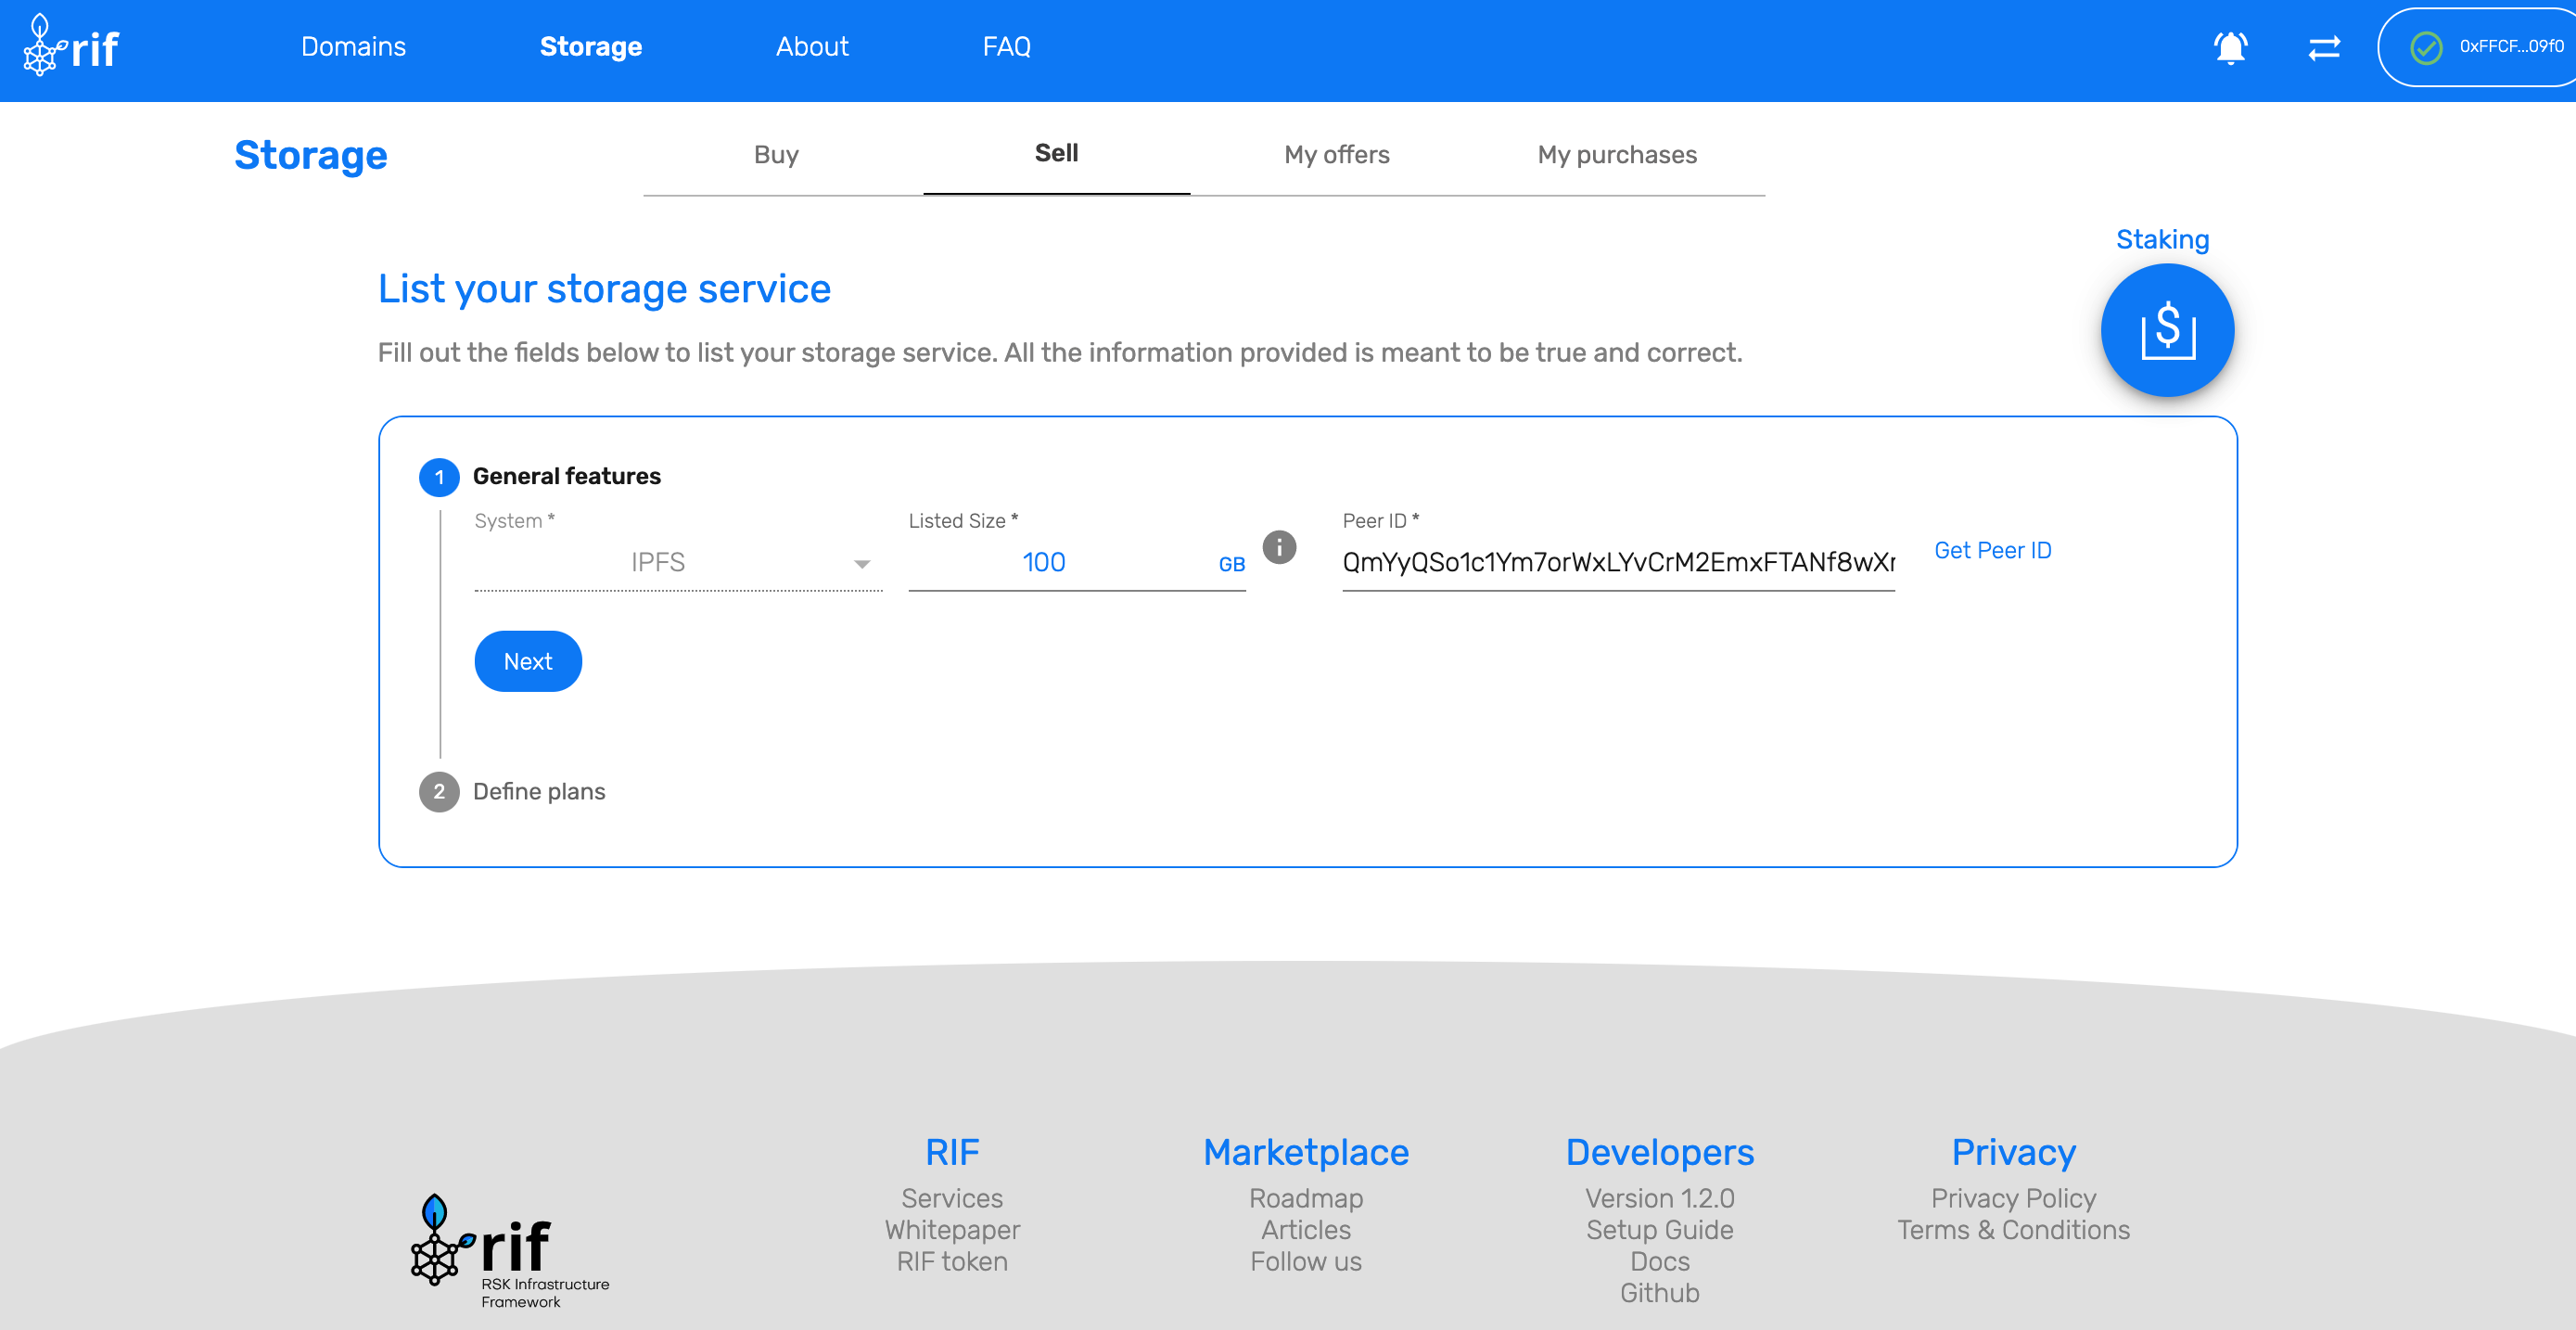 rif Domains Storage About FAQ 0xFFCF...09f0
Storage Buy Sell My offers My purchases
Staking
List your storage service
Fill out the fields below to list your storage service. All the information provided is meant to be true and correct.
1 General features
System * Listed Size * Peer ID *
IPFS 100 GB QmYyQSo1c1Ym7orWxLYvCrM2EmxFTANf8wXr Get Peer ID
Next
2 Define plans
RIF Marketplace Developers Privacy
Services Roadmap Version 1.2.0 Privacy Policy
Whitepaper Articles Setup Guide Terms & Conditions
RIF token Follow us Docs
Github
rif
RSK Infrastructure
Framework